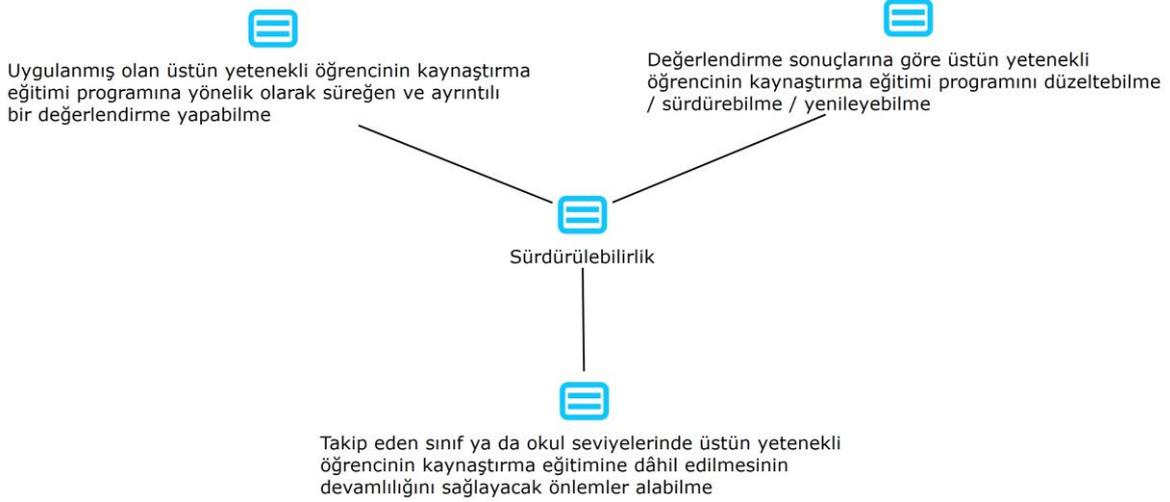 Uygulanmış olan üstün yetenekli öğrencinin kaynaştırma
eğitimi programına yönelik olarak süreğen ve ayrıntılı
bir değerlendirme yapabilme
Değerlendirme sonuçlarına göre üstün yetenekli
öğrencinin kaynaştırma eğitimi programını düzeltebilme
/ sürdürebilme / yenileyebilme
Sürdürülebilirlik
Takip eden sınıf ya da okul seviyelerinde üstün yetenekli
öğrencinin kaynaştırma eğitimine dâhil edilmesinin
devamlılığını sağlayacak önlemler alabilme